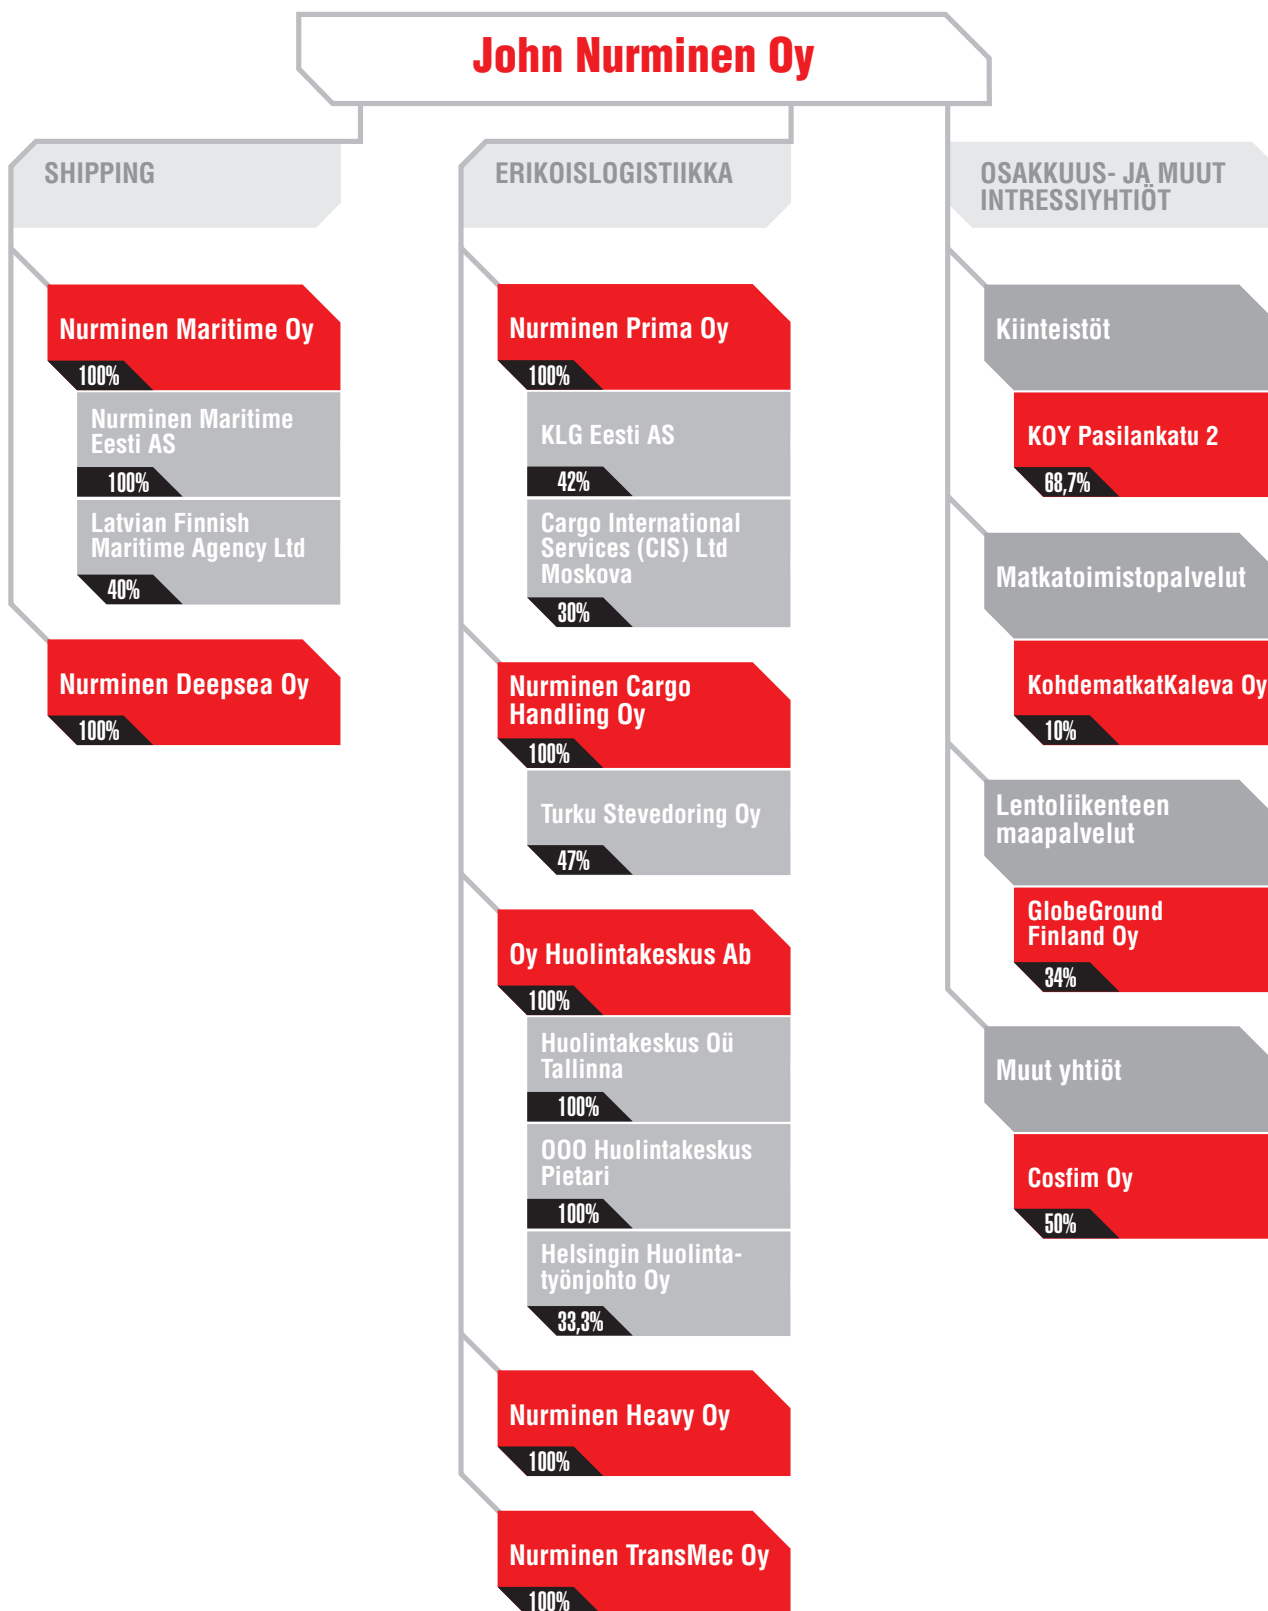 John Nurminen Oy
SHIPPING
Nurminen Maritime Oy
100%
Nurminen Maritime
Eesti AS
100%
Latvian Finnish
Maritime Agency Ltd
40%
Nurminen Deepsea Oy
100%
ERIKOISLOGISTIIKKA
Nurminen Prima Oy
100%
KLG Eesti AS
42%
Cargo International
Services (CIS) Ltd
Moskova
30%
Nurminen Cargo
Handling Oy
100%
Turku Stevedoring Oy
47%
Oy Huolintakeskus Ab
100%
Huolintakeskus Oü
Tallinna
100%
OOO Huolintakeskus
Pietari
100%
Helsingin Huolinta-
työnjohto Oy
33,3%
Nurminen Heavy Oy
100%
Nurminen TransMec Oy
100%
OSAKKUUS- JA MUUT
INTRESSIYHTIÖT
Kiinteistöt
KOY Pasilankatu 2
68,7%
Matkatoimistopalvelut
KohdematkatKaleva Oy
10%
Lentoliikenteen
maapalvelut
GlobeGround
Finland Oy
34%
Muut yhtiöt
Cosfim Oy
50%